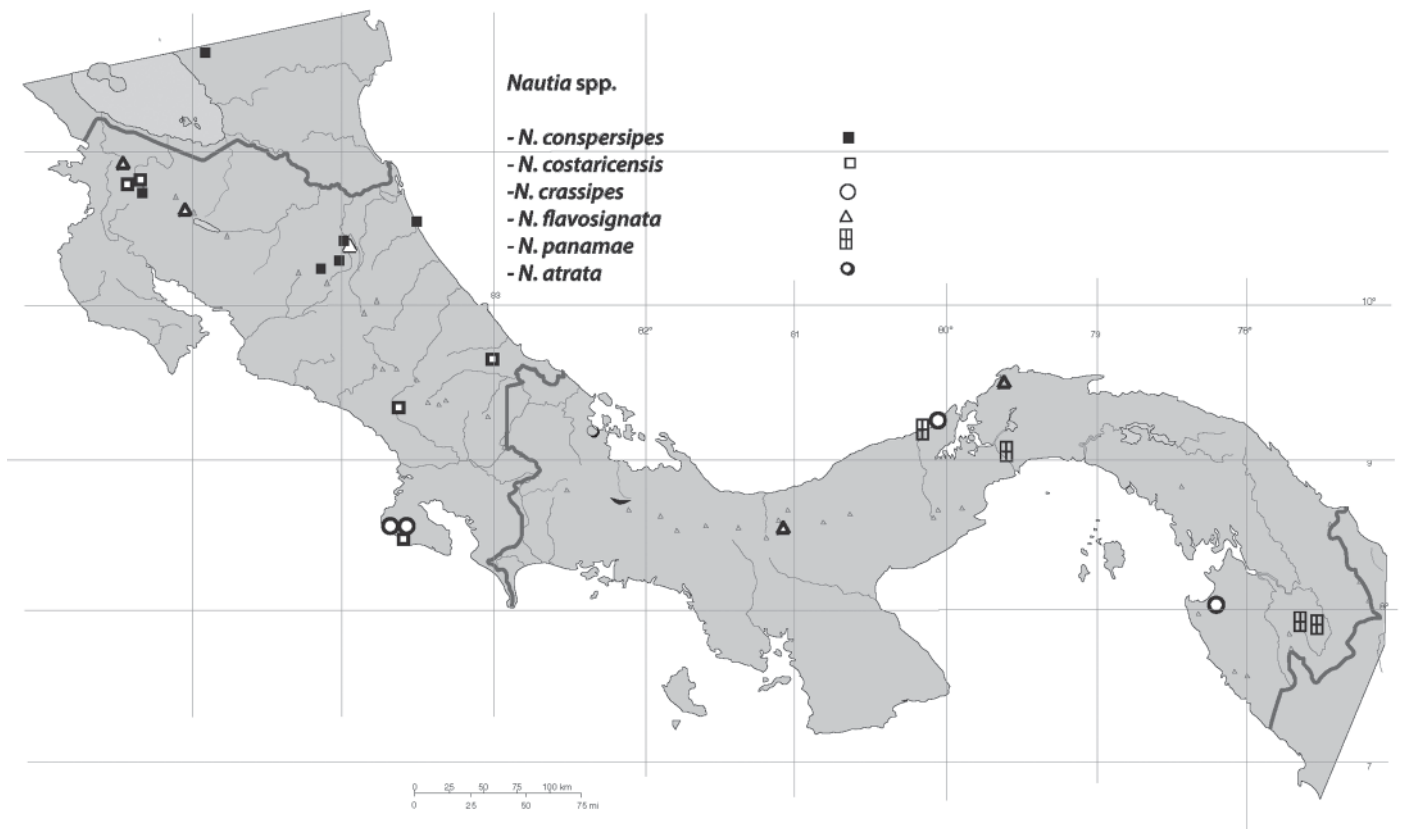 Nautia spp.
- N. conspersipes
- N. costaricensis
-N. crassipes
- N. flavosignata
- N. panamae
- N. atrata
83
82°
81
80°
79
78°
10°
9
7
0 25 50 75 100 km
0 25 50 75 mi